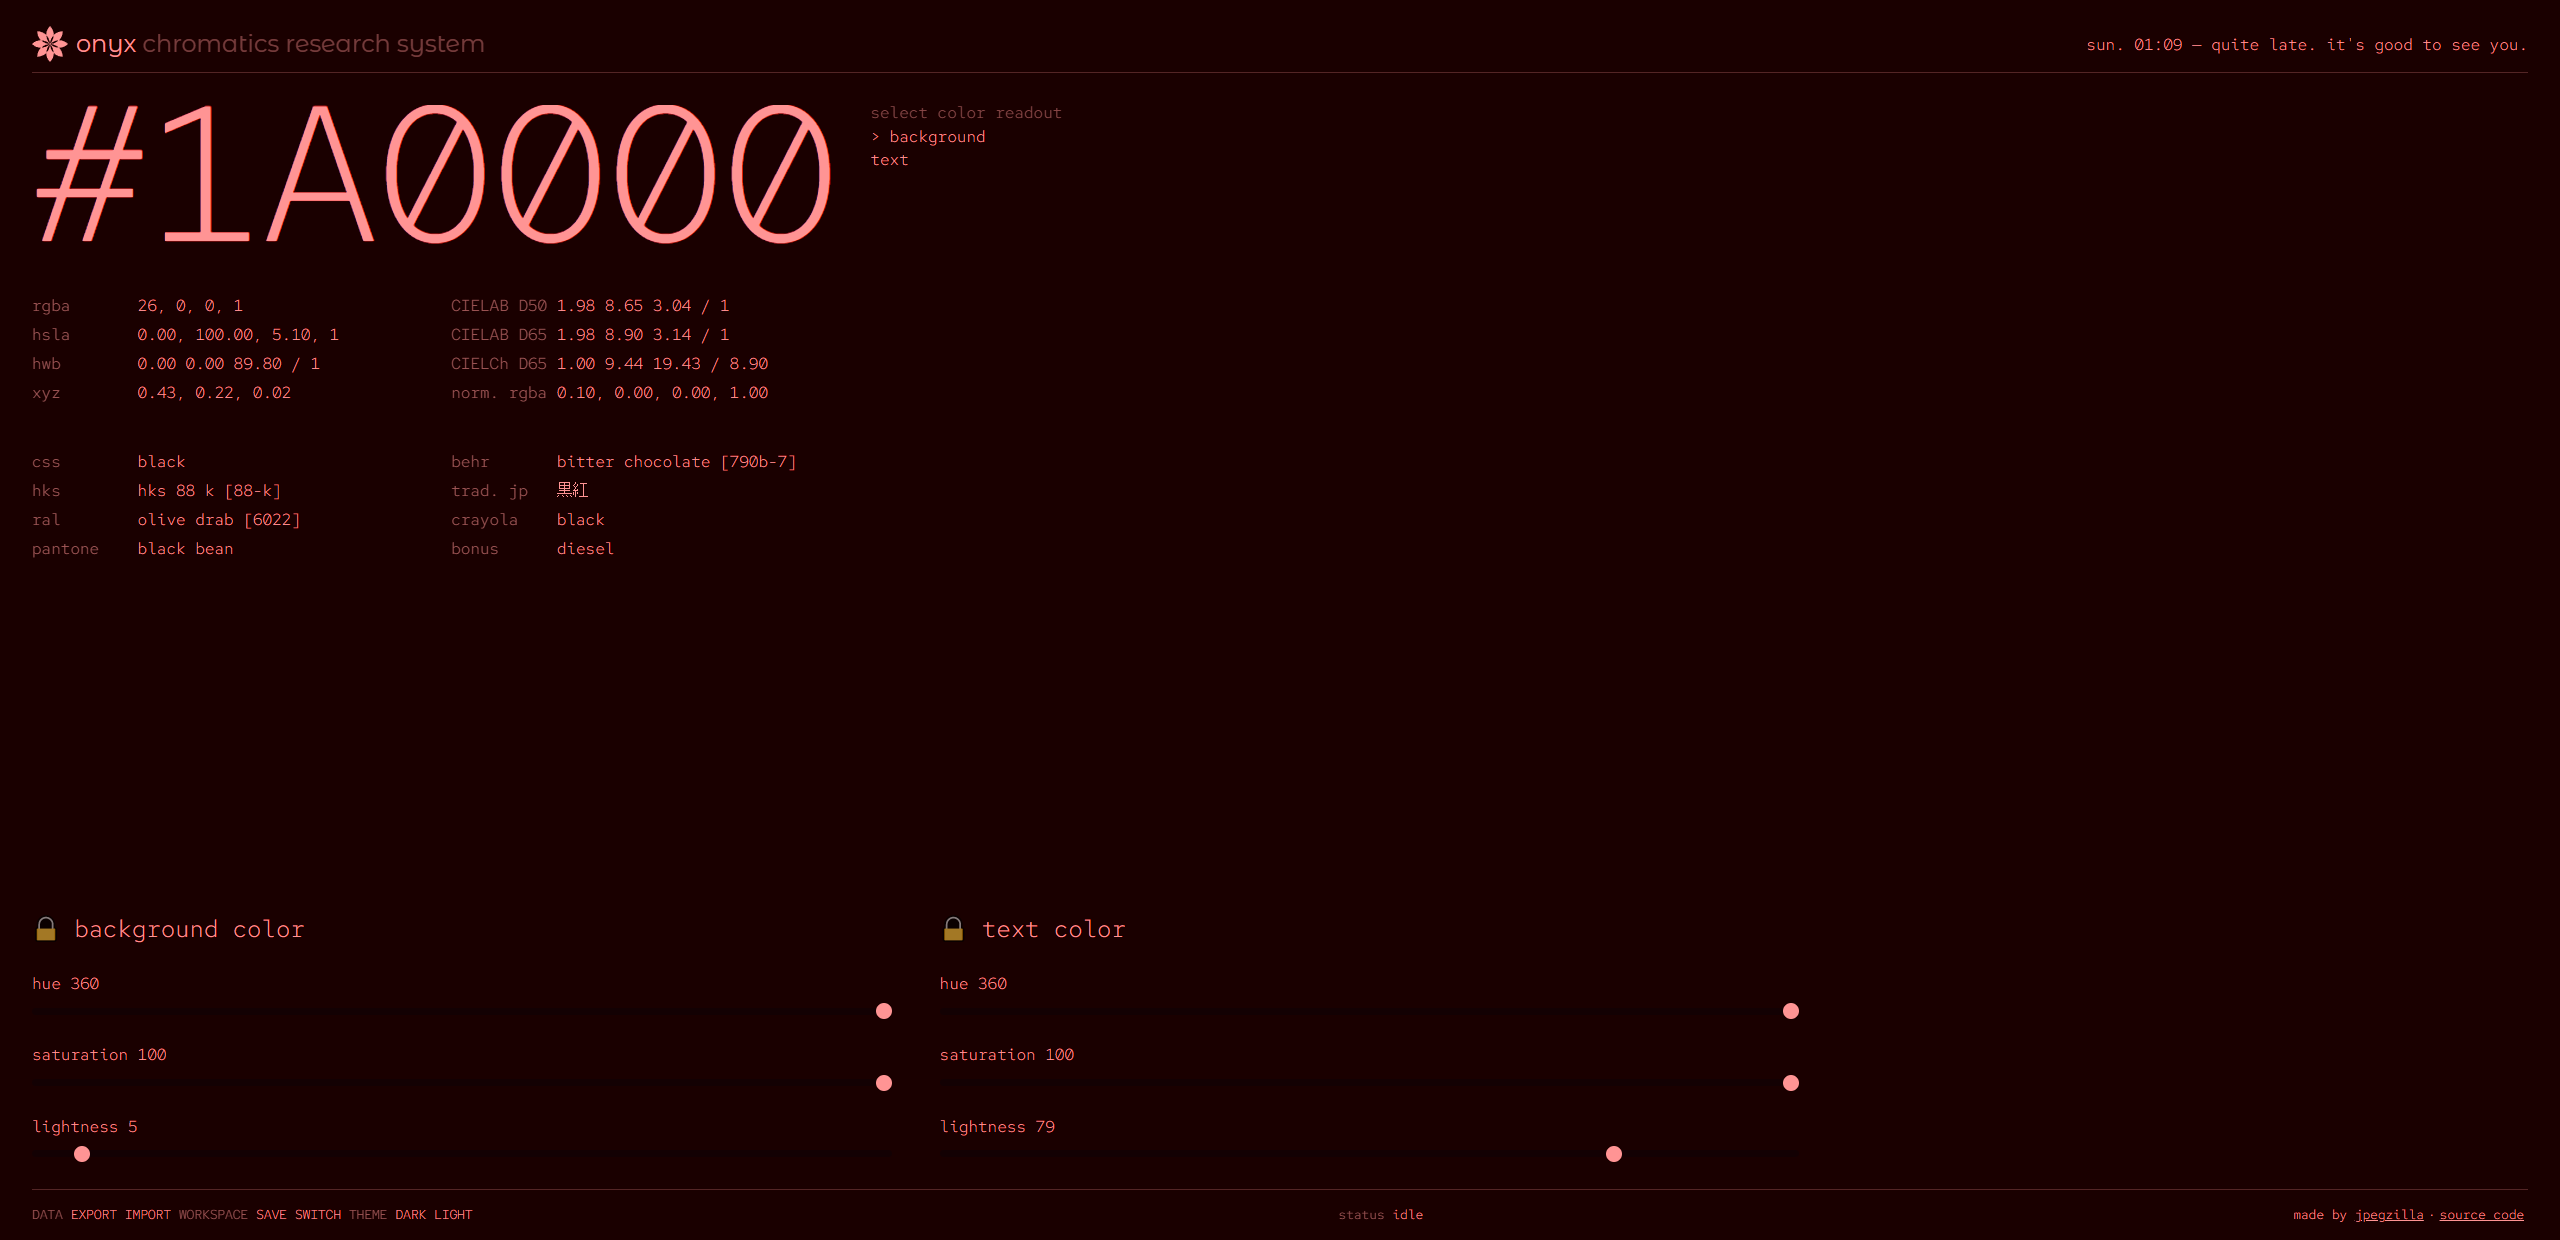 onyx chromatics research system
sun. 01:09 — quite late. it's good to see you.
#1A0000
select color readout
> background
text
rgba 26, 0, 0, 1
hsla 0.00, 100.00, 5.10, 1
hwb 0.00 0.00 89.80 / 1
xyz 0.43, 0.22, 0.02
CIELAB D50 1.98 8.65 3.04 / 1
CIELAB D65 1.98 8.90 3.14 / 1
CIELCh D65 1.00 9.44 19.43 / 8.90
norm. rgba 0.10, 0.00, 0.00, 1.00
css black
hks hks 88 k [88-k]
ral olive drab [6022]
pantone black bean
behr bitter chocolate [790b-7]
trad. jp 黒紅
crayola black
bonus diesel
background color
hue 360
saturation 100
lightness 5
text color
hue 360
saturation 100
lightness 79
DATA EXPORT IMPORT WORKSPACE SAVE SWITCH THEME DARK LIGHT
status idle
made by jpegzilla · source code